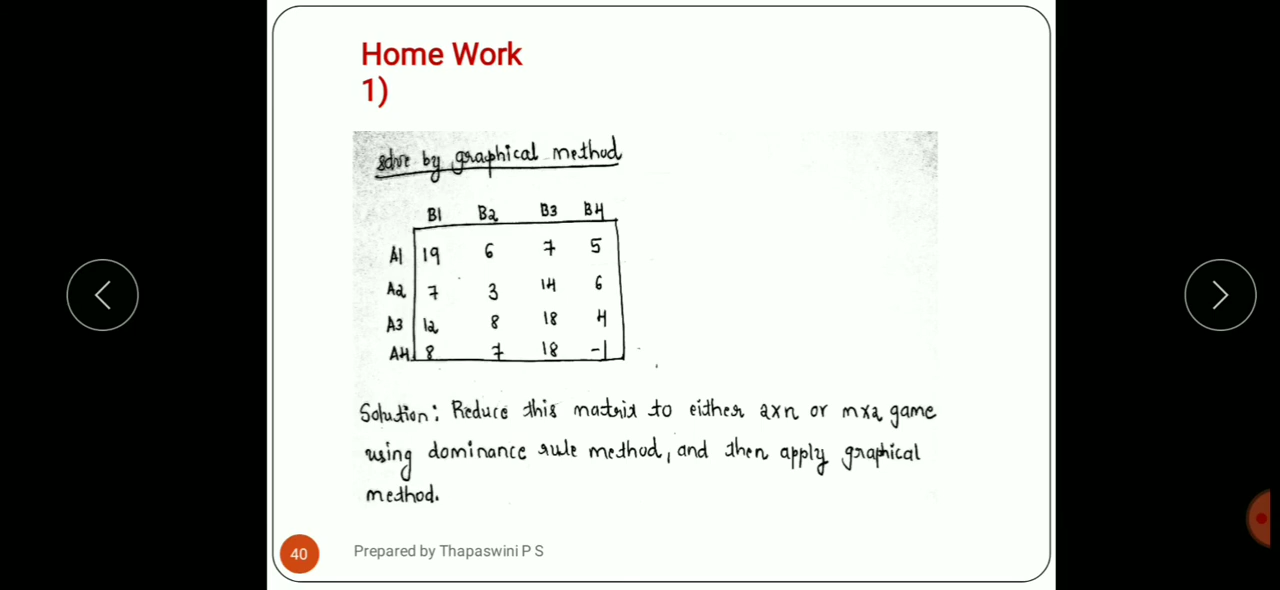 Home Work
1)
Solve by graphical method
B1 B2 B3 B4
A1 19 6 7 5
A2 7 3 14 6
A3 12 8 18 4
A4 8 7 18 -1
Solution: Reduce this matrix to either 2xn or mx2 game
using dominance rule method, and then apply graphical
method.
40
Prepared by Thapaswini P S